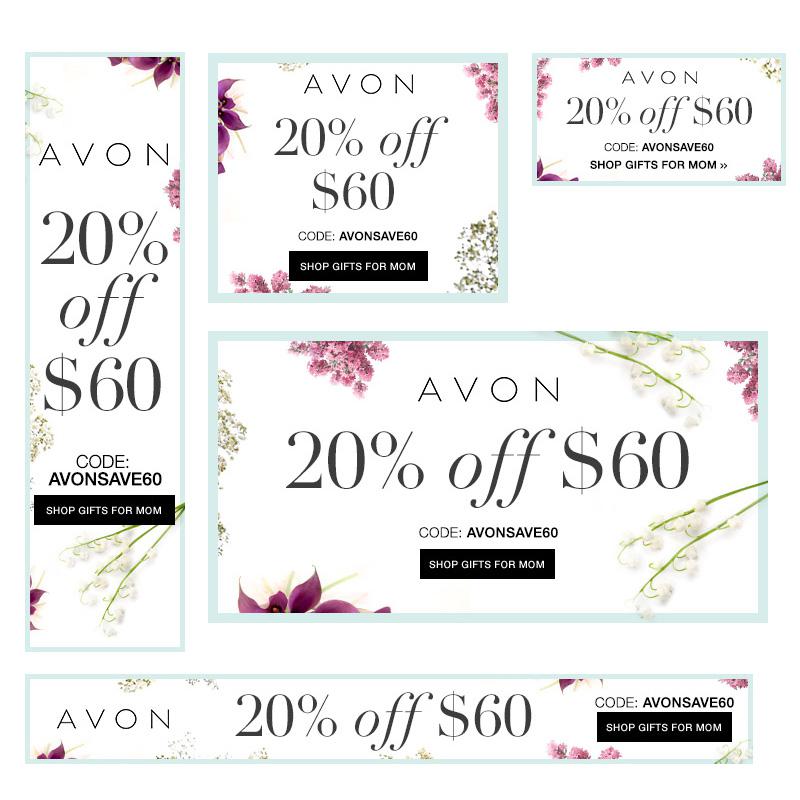 AVON
20%
off
$60
CODE:
AVONSAVE60
SHOP GIFTS FOR MOM
AVON
20% off
$60
CODE: AVONSAVE60
SHOP GIFTS FOR MOM
AVON
20% off $60
CODE: AVONSAVE60
SHOP GIFTS FOR MOM »
AVON
20% off $60
CODE: AVONSAVE60
SHOP GIFTS FOR MOM
AVON
20% off $60
CODE: AVONSAVE60
SHOP GIFTS FOR MOM